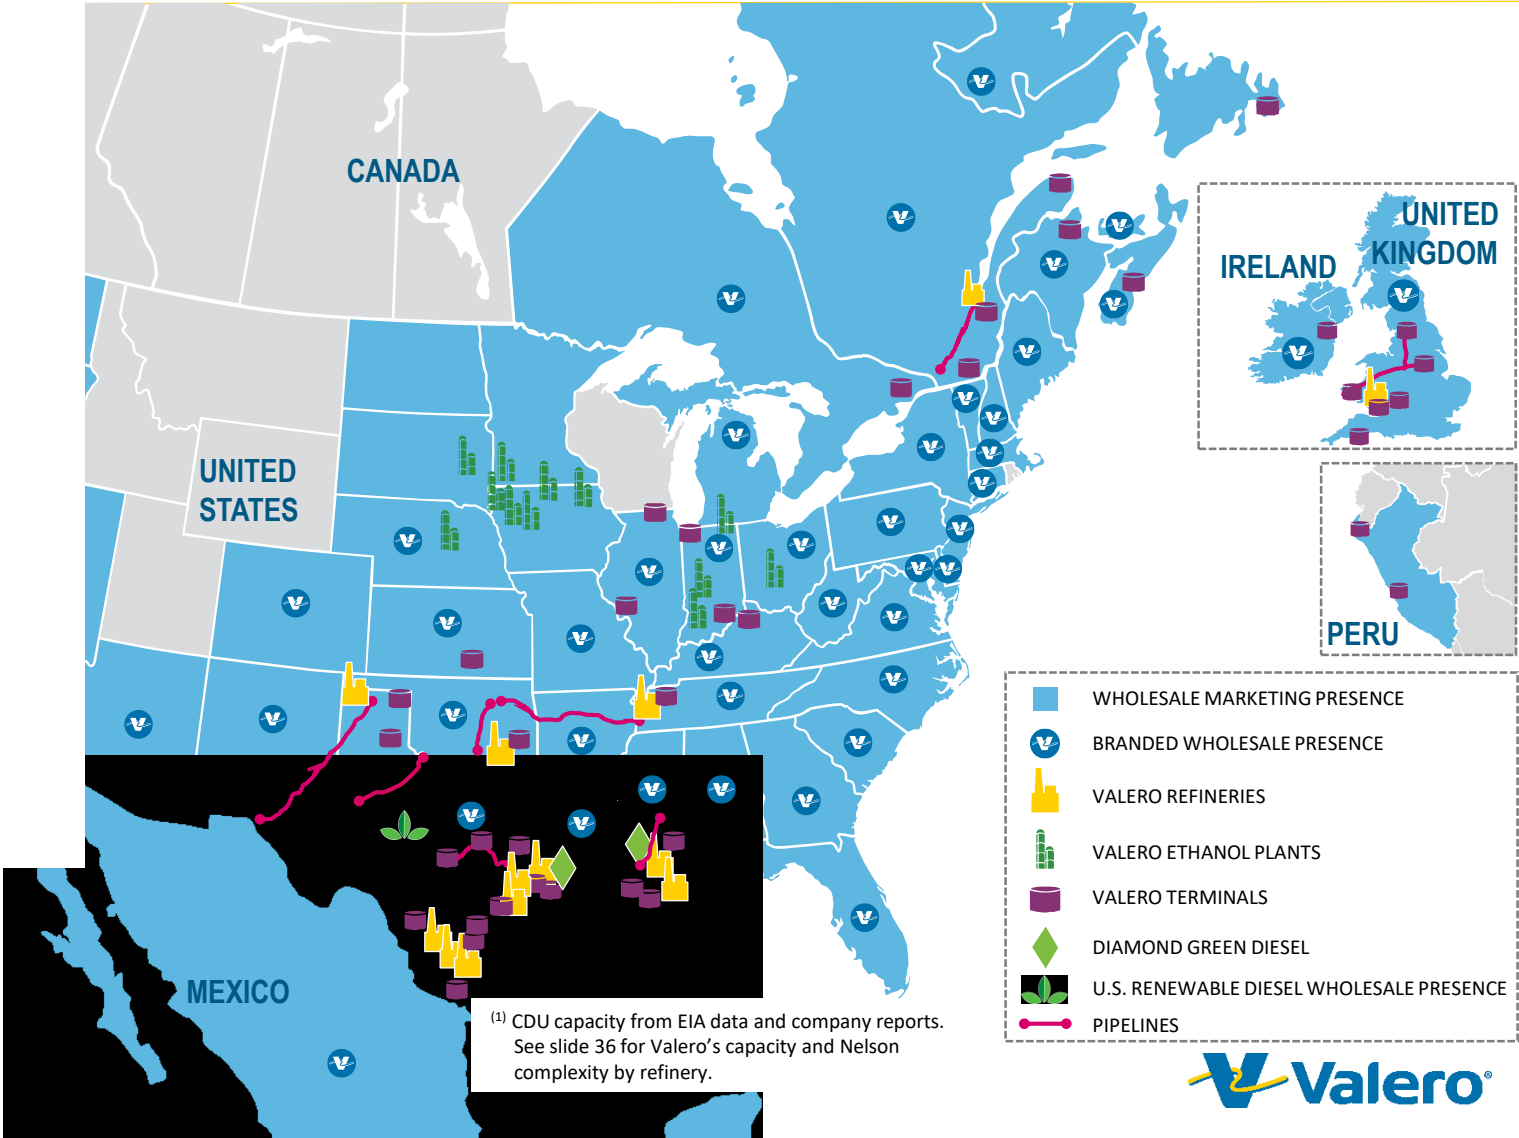 CANADA
UNITED
KINGDOM
IRELAND
UNITED
STATES
PERU
MEXICO
WHOLESALE MARKETING PRESENCE
BRANDED WHOLESALE PRESENCE
VALERO REFINERIES
VALERO ETHANOL PLANTS
VALERO TERMINALS
DIAMOND GREEN DIESEL
U.S. RENEWABLE DIESEL WHOLESALE PRESENCE
PIPELINES
(1) CDU capacity from EIA data and company reports.
See slide 36 for Valero’s capacity and Nelson
complexity by refinery.
Valero®